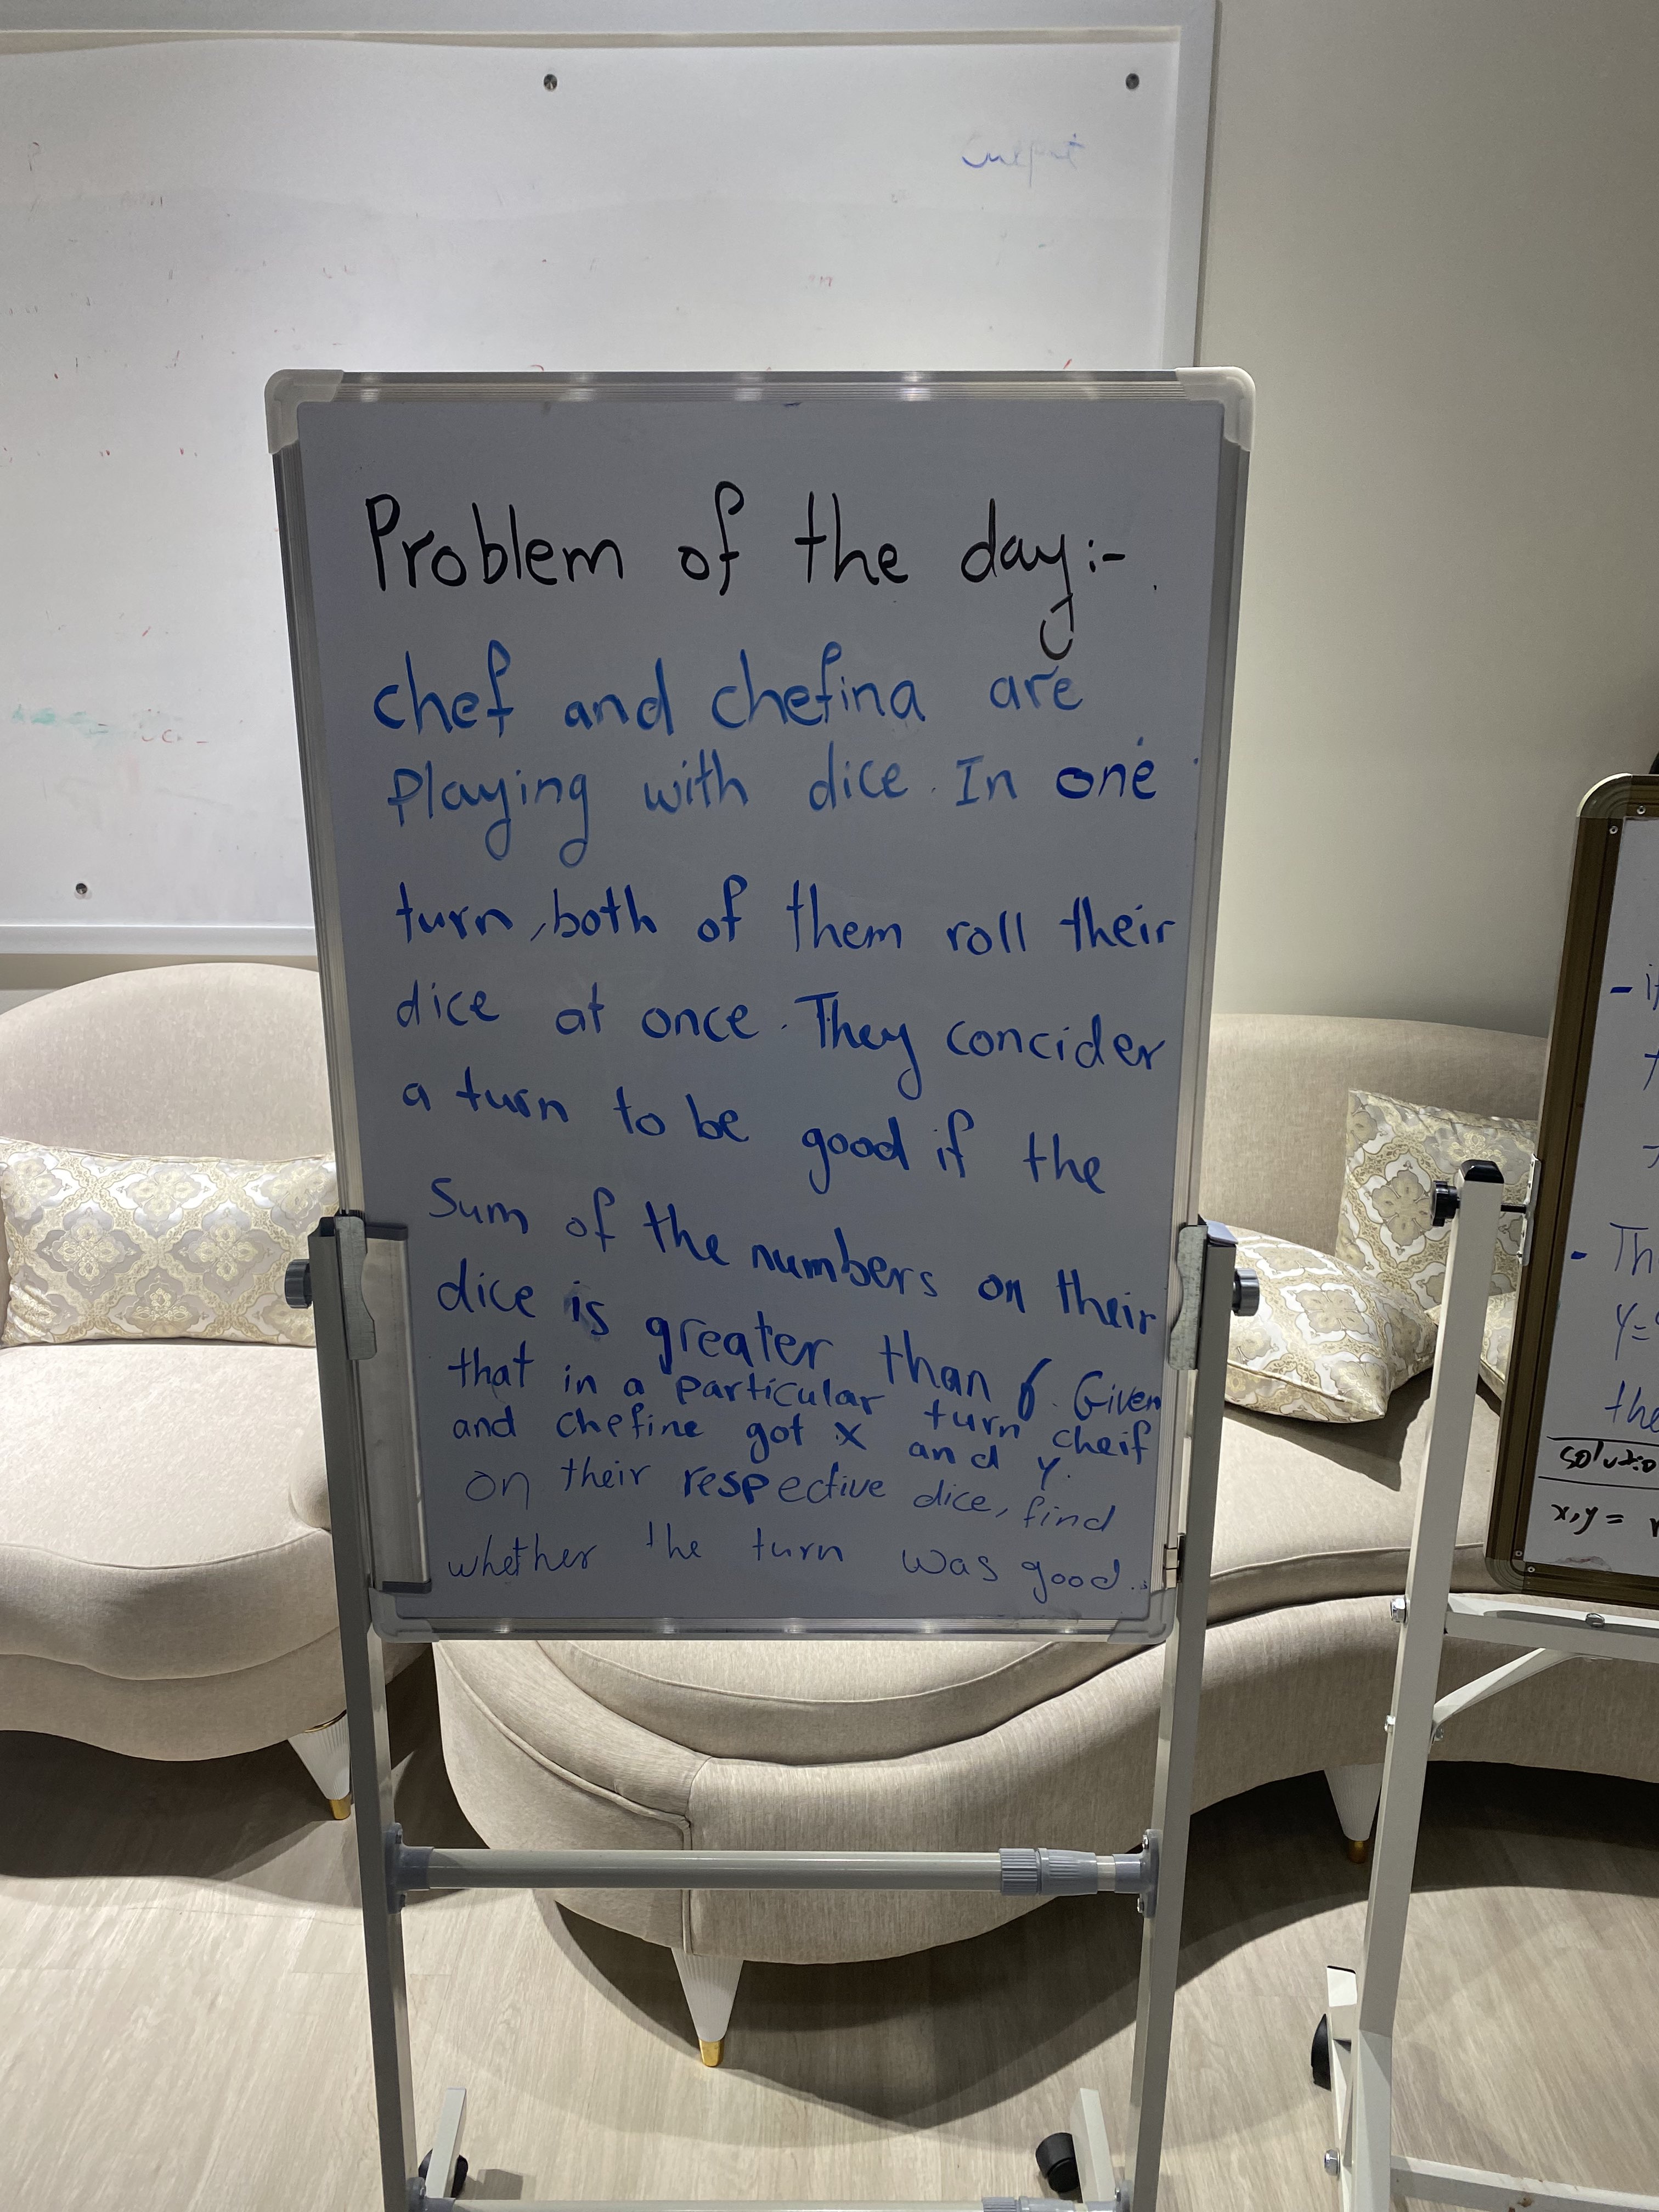 Problem of the day:-
chef and chefina are
Playing with dice. In one
turn, both of them roll their
dice at once. They concider
a turn to be good if the
Sum of the numbers on their
dice is greater than 6. Given
that in a particular turn cheif
and chefine got x and y.
on their respective dice, find
whether the turn was good.
Output
-
- Th
y=
the
x,y =